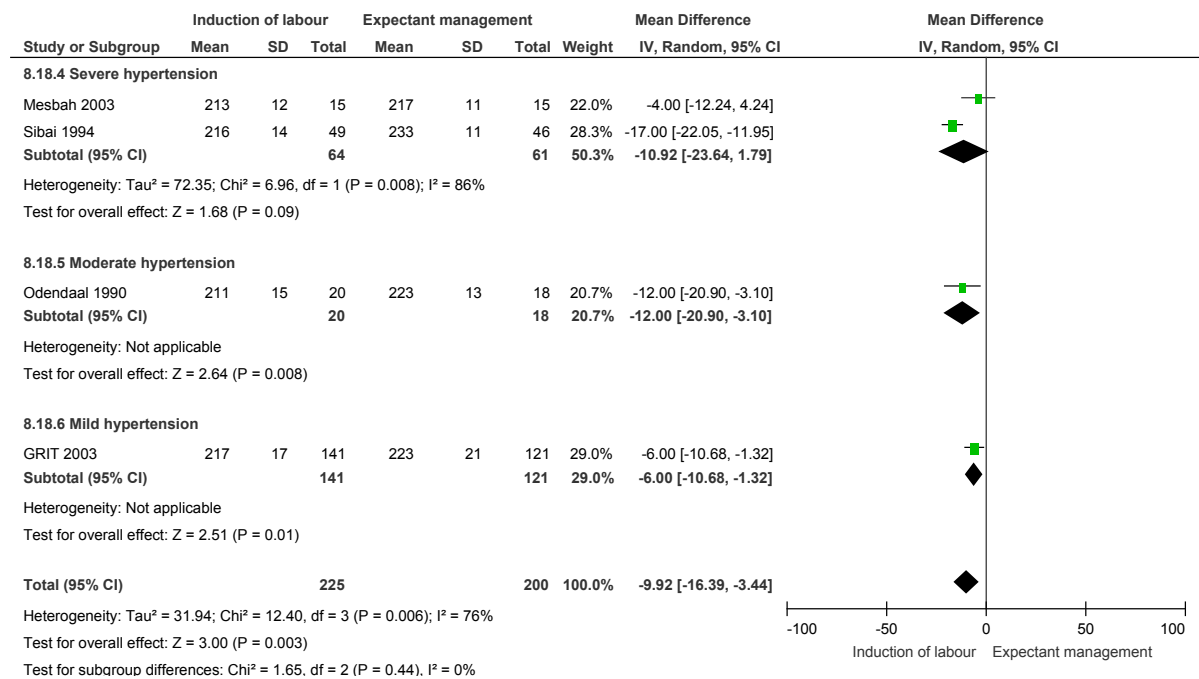 Induction of labour Expectant management Mean Difference Mean Difference
Study or Subgroup Mean SD Total Mean SD Total Weight IV, Random, 95% CI IV, Random, 95% CI
8.18.4 Severe hypertension
Mesbah 2003 213 12 15 217 11 15 22.0% -4.00 [-12.24, 4.24]
Sibai 1994 216 14 49 233 11 46 28.3% -17.00 [-22.05, -11.95]
Subtotal (95% CI) 64 61 50.3% -10.92 [-23.64, 1.79]
Heterogeneity: Tau² = 72.35; Chi² = 6.96, df = 1 (P = 0.008); I² = 86%
Test for overall effect: Z = 1.68 (P = 0.09)
8.18.5 Moderate hypertension
Odendaal 1990 211 15 20 223 13 18 20.7% -12.00 [-20.90, -3.10]
Subtotal (95% CI) 20 18 20.7% -12.00 [-20.90, -3.10]
Heterogeneity: Not applicable
Test for overall effect: Z = 2.64 (P = 0.008)
8.18.6 Mild hypertension
GRIT 2003 217 17 141 223 21 121 29.0% -6.00 [-10.68, -1.32]
Subtotal (95% CI) 141 121 29.0% -6.00 [-10.68, -1.32]
Heterogeneity: Not applicable
Test for overall effect: Z = 2.51 (P = 0.01)
Total (95% CI) 225 200 100.0% -9.92 [-16.39, -3.44]
Heterogeneity: Tau² = 31.94; Chi² = 12.40, df = 3 (P = 0.006); I² = 76%
Test for overall effect: Z = 3.00 (P = 0.003)
Test for subgroup differences: Chi² = 1.65, df = 2 (P = 0.44), I² = 0%
-100 -50 0 50 100
Induction of labour Expectant management